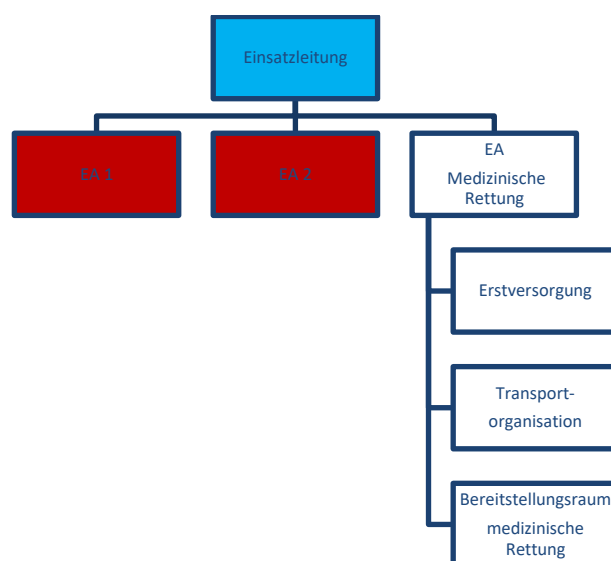 Einsatzleitung
EA 1
EA 2
EA
Medizinische
Rettung
Erstversorgung
Transport-
organisation
Bereitstellungsraum
medizinische
Rettung